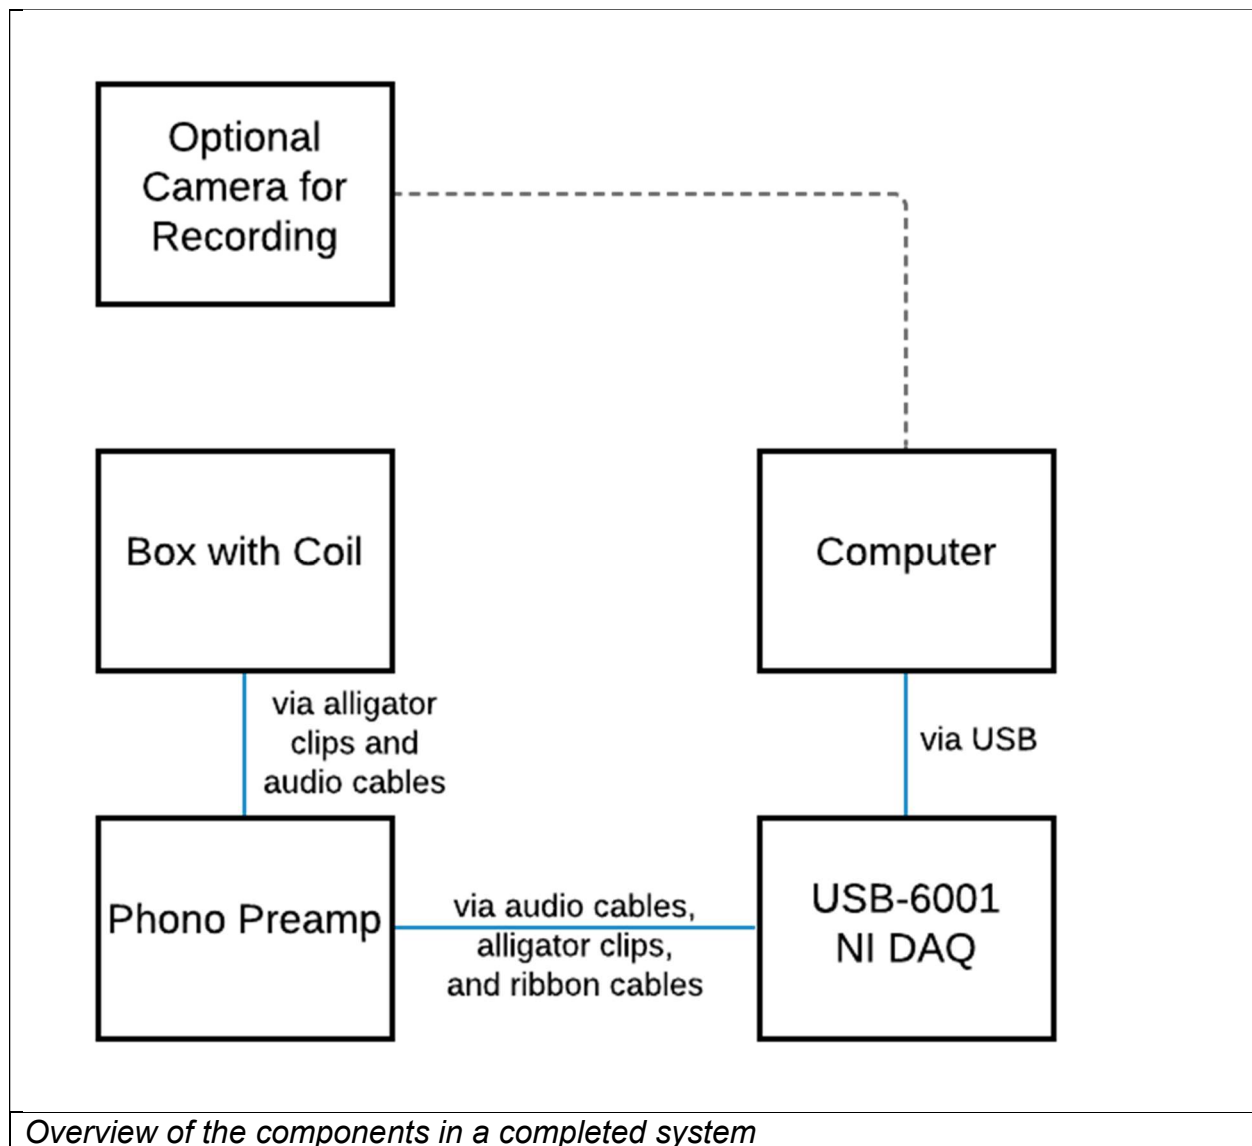 Optional
Camera for
Recording
Box with Coil
Computer
via alligator
clips and
audio cables
via USB
Phono Preamp
via audio cables,
alligator clips,
and ribbon cables
USB-6001
NI DAQ
Overview of the components in a completed system